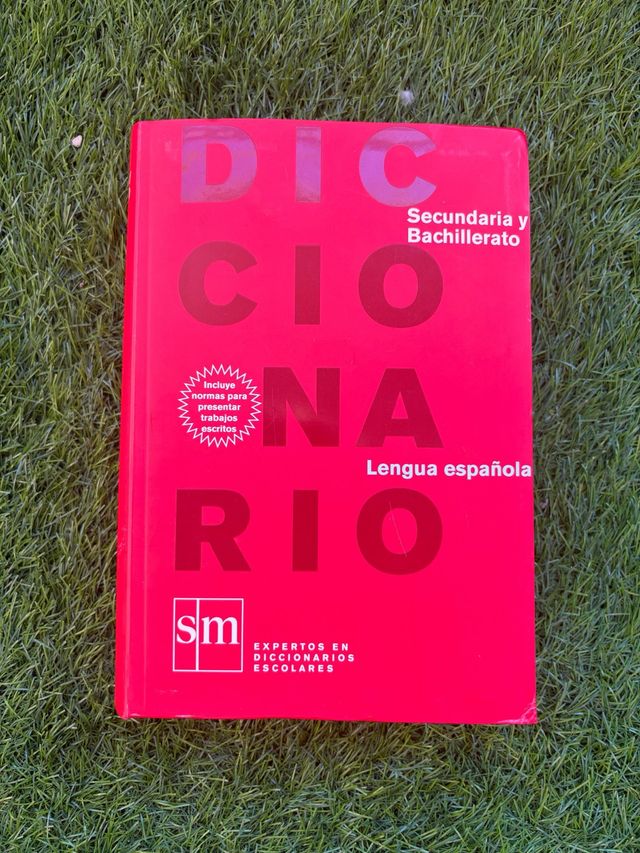 DIC
Secundaria y
Bachillerato
CIO
Incluye
normas para
presentar
trabajos
escritos
NA
Lengua española
RIO
sm
EXPERTOS EN
DICCIONARIOS
ESCOLARES